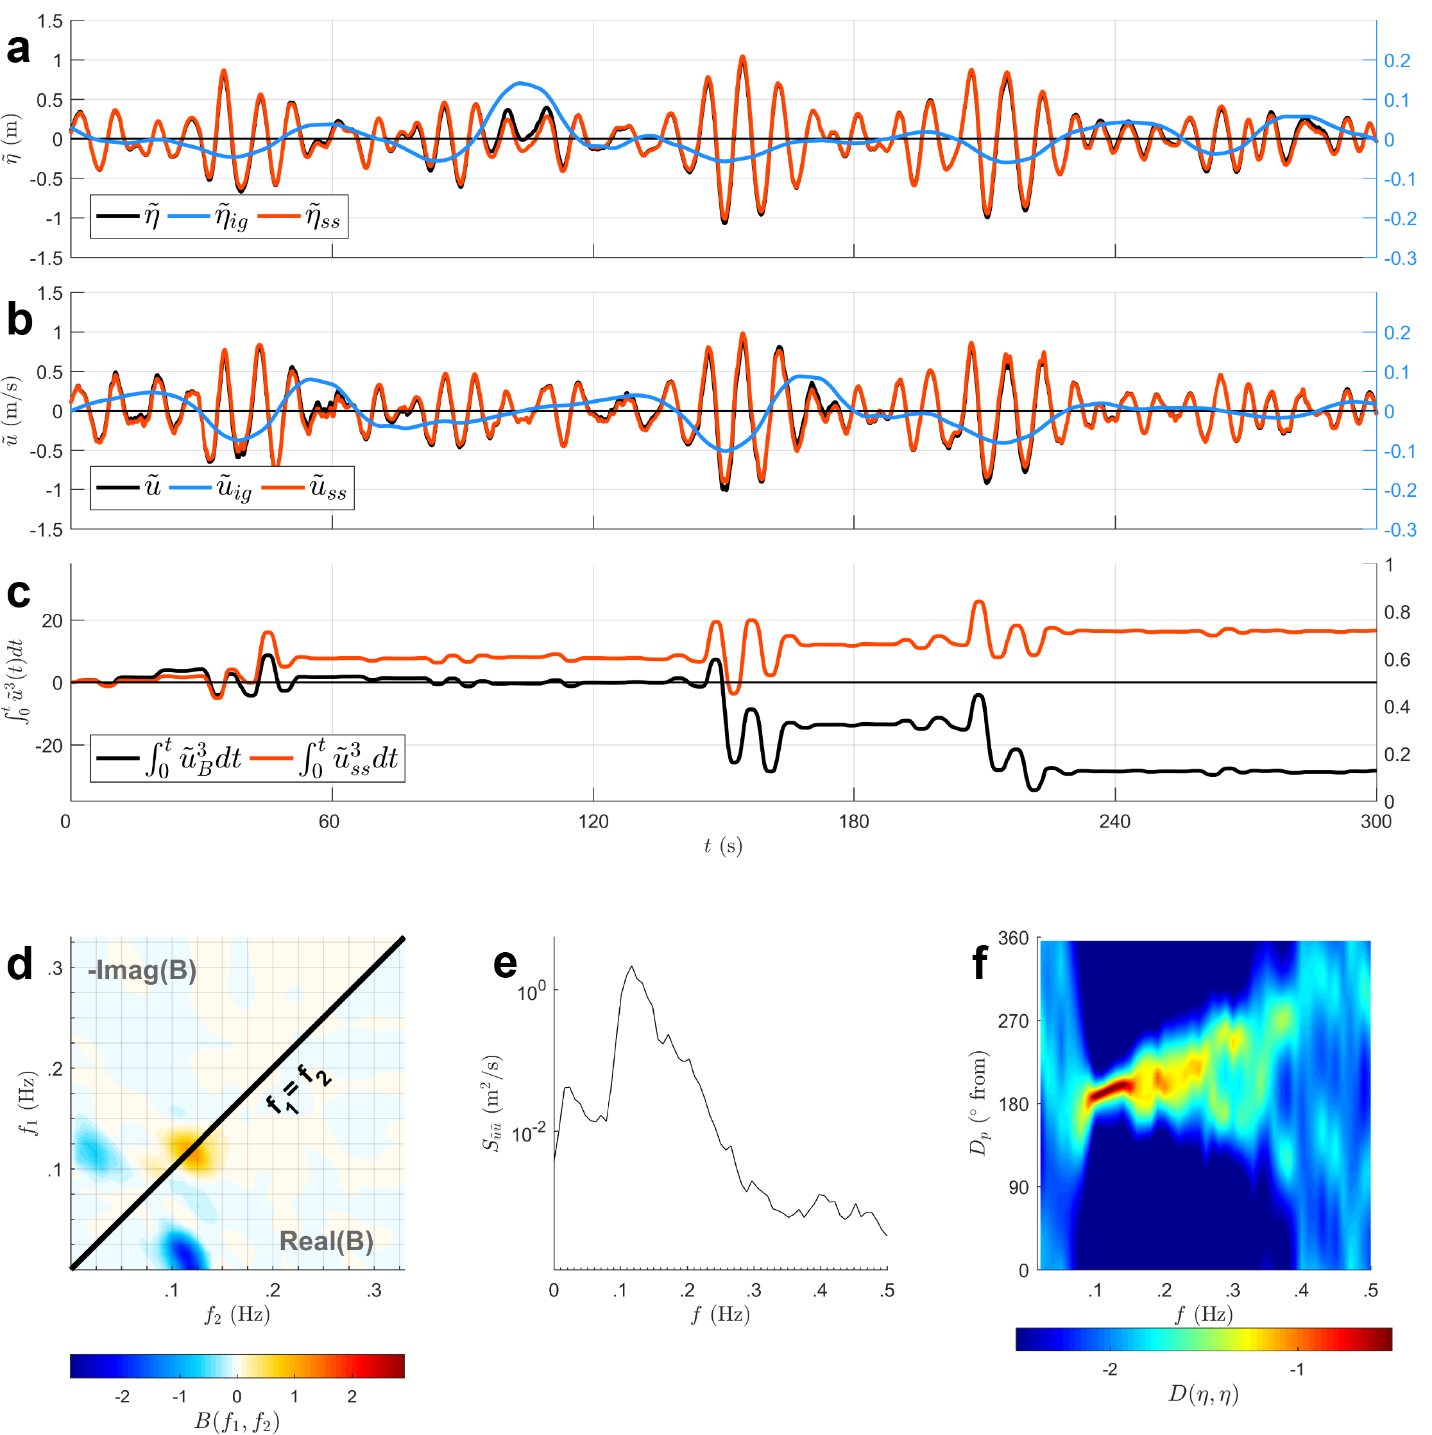 a
1.5
1
0.5
0
-0.5
-1
-1.5
η̃ (m)
0.2
0.1
0
-0.1
-0.2
-0.3
η̃ η̃ig η̃ss
b
1.5
1
0.5
0
-0.5
-1
-1.5
ũ (m/s)
0.2
0.1
0
-0.1
-0.2
-0.3
ũ ũig ũss
c
20
0
-20
∫₀ᵗ ũ³(t)dt
1
0.8
0.6
0.4
0.2
0
∫₀ᵗ ũ³B dt ∫₀ᵗ ũ³ss dt
0 60 120 180 240 300
t (s)
d
-Imag(B)
f₁=f₂
Real(B)
.3
.2
.1
f₁ (Hz)
.1 .2 .3
f₂ (Hz)
-2 -1 0 1 2
B(f₁, f₂)
e
10⁰
10⁻²
Sũũ (m²/s)
0 .1 .2 .3 .4 .5
f (Hz)
f
360
270
180
90
0
Dp (° from)
.1 .2 .3 .4 .5
f (Hz)
-2 -1
D(η, η)